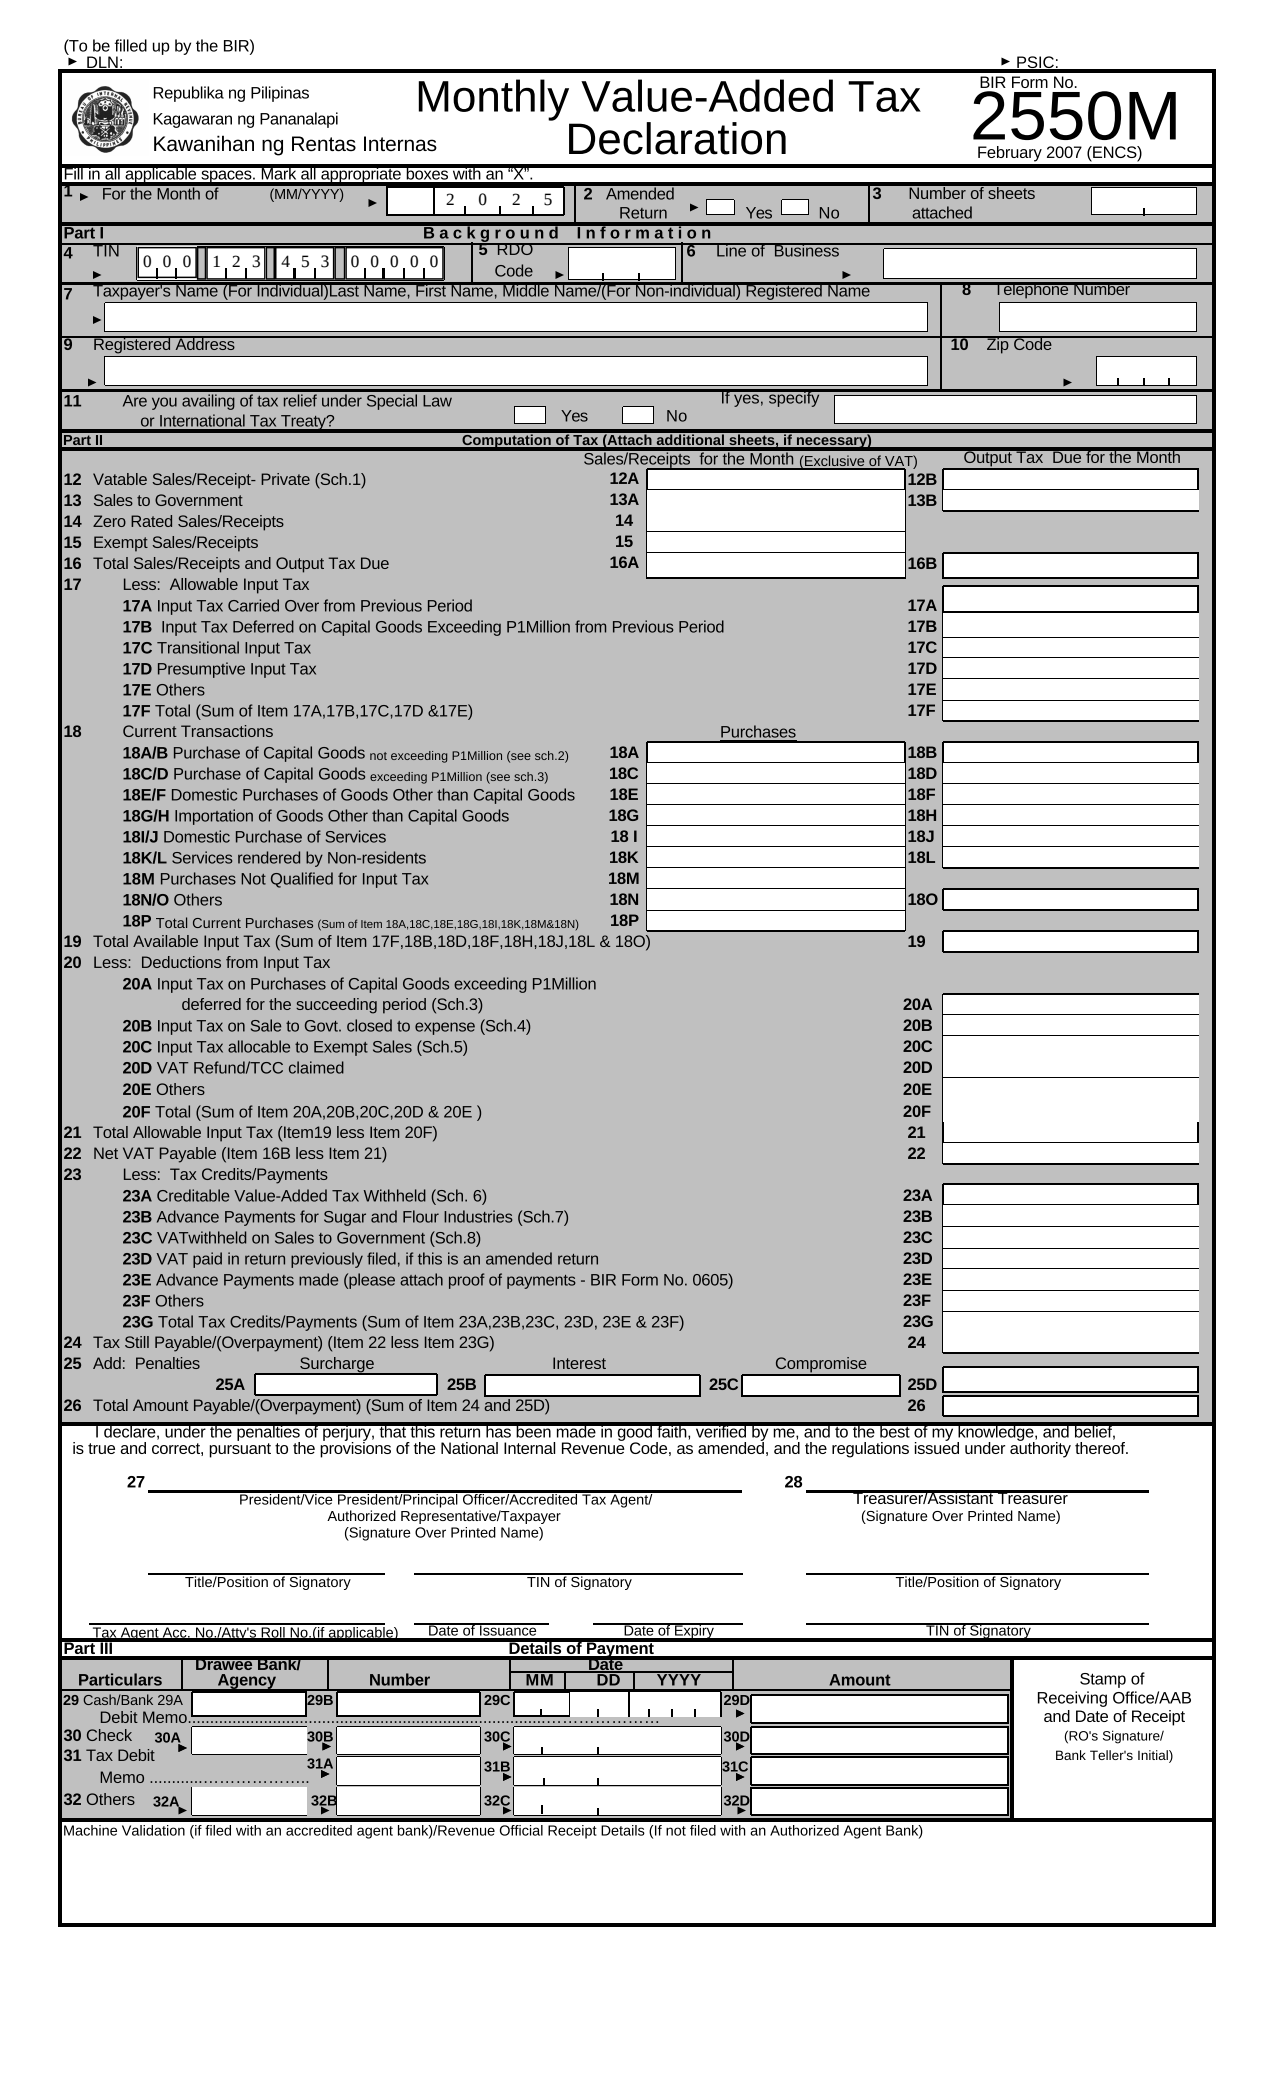 (To be filled up by the BIR)
► DLN: ► PSIC:
Republika ng Pilipinas
Kagawaran ng Pananalapi
Kawanihan ng Rentas Internas
Monthly Value-Added Tax
Declaration
BIR Form No.
2550M
February 2007 (ENCS)
Fill in all applicable spaces. Mark all appropriate boxes with an “X”.
1 ► For the Month of (MM/YYYY) ► 2 0 2 5 2 Amended Return ► Yes No 3 Number of sheets attached
Part I Background Information
4 TIN ► 0 0 0 1 2 3 4 5 3 0 0 0 0 0 5 RDO Code ► 6 Line of Business ►
7 Taxpayer's Name (For Individual)Last Name, First Name, Middle Name/(For Non-individual) Registered Name 8 Telephone Number
►
9 Registered Address 10 Zip Code
► ►
11 Are you availing of tax relief under Special Law
or International Tax Treaty? Yes No If yes, specify
Part II Computation of Tax (Attach additional sheets, if necessary)
Sales/Receipts for the Month (Exclusive of VAT) Output Tax Due for the Month
12 Vatable Sales/Receipt- Private (Sch.1) 12A 12B
13 Sales to Government 13A 13B
14 Zero Rated Sales/Receipts 14
15 Exempt Sales/Receipts 15
16 Total Sales/Receipts and Output Tax Due 16A 16B
17 Less: Allowable Input Tax
17A Input Tax Carried Over from Previous Period 17A
17B Input Tax Deferred on Capital Goods Exceeding P1Million from Previous Period 17B
17C Transitional Input Tax 17C
17D Presumptive Input Tax 17D
17E Others 17E
17F Total (Sum of Item 17A,17B,17C,17D &17E) 17F
18 Current Transactions Purchases
18A/B Purchase of Capital Goods not exceeding P1Million (see sch.2) 18A 18B
18C/D Purchase of Capital Goods exceeding P1Million (see sch.3) 18C 18D
18E/F Domestic Purchases of Goods Other than Capital Goods 18E 18F
18G/H Importation of Goods Other than Capital Goods 18G 18H
18I/J Domestic Purchase of Services 18 I 18J
18K/L Services rendered by Non-residents 18K 18L
18M Purchases Not Qualified for Input Tax 18M
18N/O Others 18N 18O
18P Total Current Purchases (Sum of Item 18A,18C,18E,18G,18I,18K,18M&18N) 18P
19 Total Available Input Tax (Sum of Item 17F,18B,18D,18F,18H,18J,18L & 18O) 19
20 Less: Deductions from Input Tax
20A Input Tax on Purchases of Capital Goods exceeding P1Million
deferred for the succeeding period (Sch.3) 20A
20B Input Tax on Sale to Govt. closed to expense (Sch.4) 20B
20C Input Tax allocable to Exempt Sales (Sch.5) 20C
20D VAT Refund/TCC claimed 20D
20E Others 20E
20F Total (Sum of Item 20A,20B,20C,20D & 20E ) 20F
21 Total Allowable Input Tax (Item19 less Item 20F) 21
22 Net VAT Payable (Item 16B less Item 21) 22
23 Less: Tax Credits/Payments
23A Creditable Value-Added Tax Withheld (Sch. 6) 23A
23B Advance Payments for Sugar and Flour Industries (Sch.7) 23B
23C VATwithheld on Sales to Government (Sch.8) 23C
23D VAT paid in return previously filed, if this is an amended return 23D
23E Advance Payments made (please attach proof of payments - BIR Form No. 0605) 23E
23F Others 23F
23G Total Tax Credits/Payments (Sum of Item 23A,23B,23C, 23D, 23E & 23F) 23G
24 Tax Still Payable/(Overpayment) (Item 22 less Item 23G) 24
25 Add: Penalties Surcharge Interest Compromise
25A 25B 25C 25D
26 Total Amount Payable/(Overpayment) (Sum of Item 24 and 25D) 26
I declare, under the penalties of perjury, that this return has been made in good faith, verified by me, and to the best of my knowledge, and belief,
is true and correct, pursuant to the provisions of the National Internal Revenue Code, as amended, and the regulations issued under authority thereof.
27 28
President/Vice President/Principal Officer/Accredited Tax Agent/ Treasurer/Assistant Treasurer
Authorized Representative/Taxpayer (Signature Over Printed Name)
(Signature Over Printed Name)
Title/Position of Signatory TIN of Signatory Title/Position of Signatory
Tax Agent Acc. No./Atty's Roll No.(if applicable) Date of Issuance Date of Expiry TIN of Signatory
Part III Details of Payment
Particulars Drawee Bank/ Agency Number Date MM DD YYYY Amount
Stamp of
Receiving Office/AAB
and Date of Receipt
(RO's Signature/
Bank Teller's Initial)
29 Cash/Bank 29A 29B 29C 29D
Debit Memo
30 Check 30A 30B 30C 30D
31 Tax Debit 31A 31B 31C
Memo
32 Others 32A 32B 32C 32D
Machine Validation (if filed with an accredited agent bank)/Revenue Official Receipt Details (If not filed with an Authorized Agent Bank)